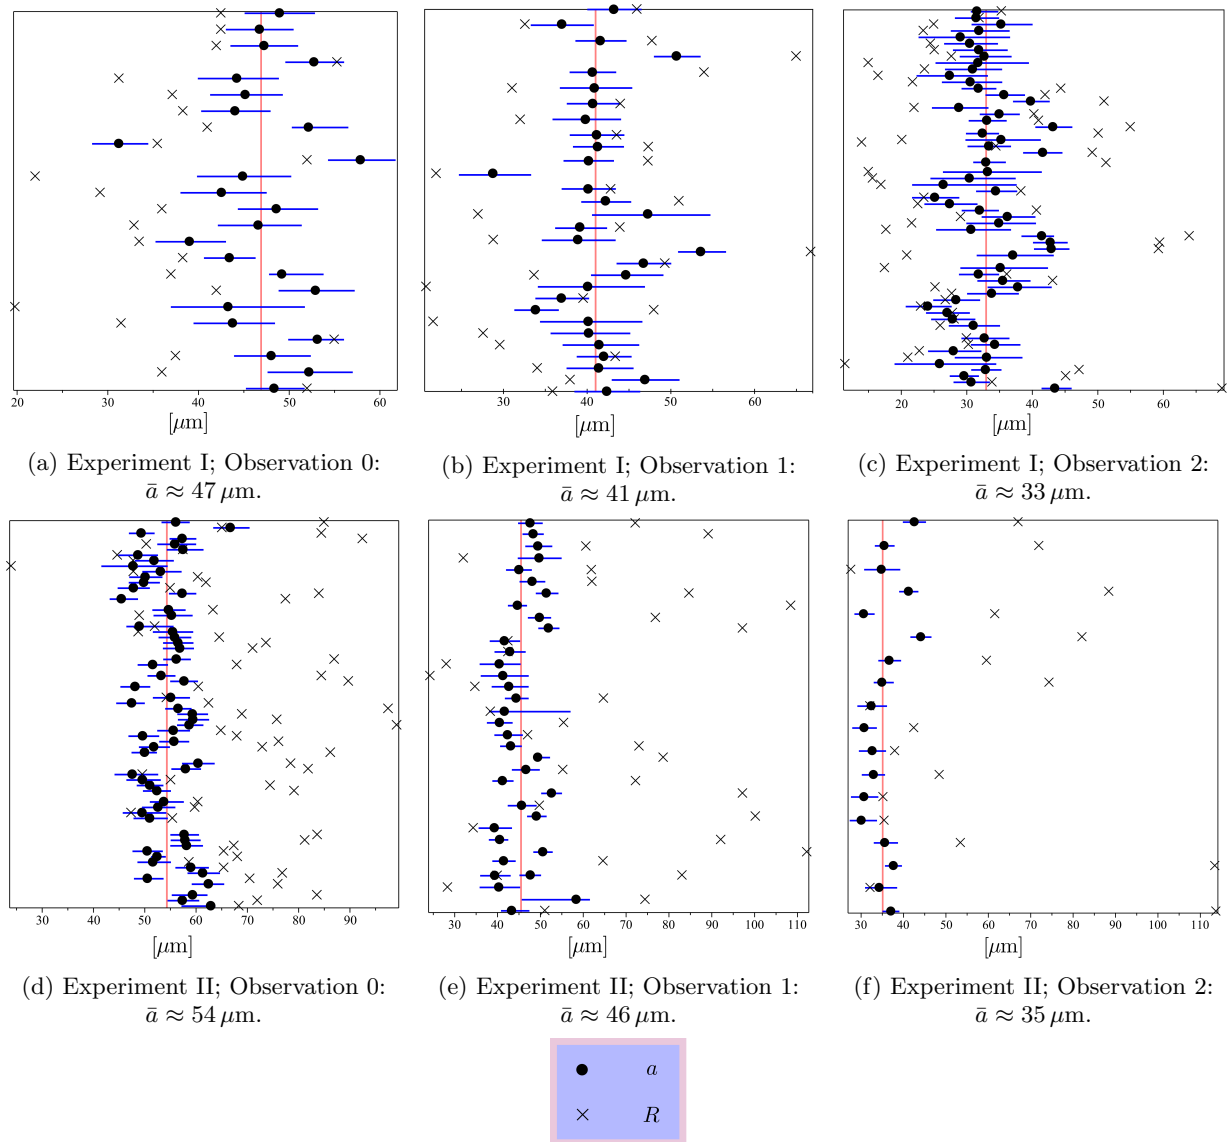 20 30 40 50 60
[μm]
(a) Experiment I; Observation 0:
ā ≈ 47 μm.
30 40 50 60
[μm]
(b) Experiment I; Observation 1:
ā ≈ 41 μm.
20 30 40 50 60
[μm]
(c) Experiment I; Observation 2:
ā ≈ 33 μm.
30 40 50 60 70 80 90
[μm]
(d) Experiment II; Observation 0:
ā ≈ 54 μm.
30 40 50 60 70 80 90 100 110
[μm]
(e) Experiment II; Observation 1:
ā ≈ 46 μm.
30 40 50 60 70 80 90 100 110
[μm]
(f) Experiment II; Observation 2:
ā ≈ 35 μm.
a
R